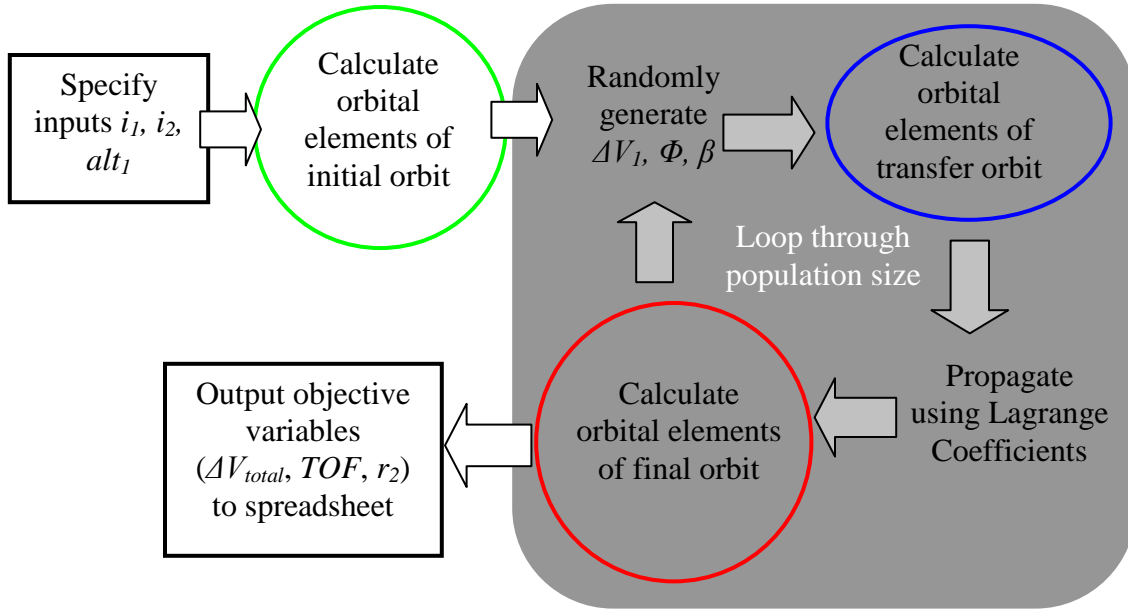 Specify
inputs i1, i2,
alt1
Calculate
orbital
elements of
initial orbit
Randomly
generate
ΔV1, Φ, β
Calculate
orbital
elements of
transfer orbit
Loop through
population size
Propagate
using Lagrange
Coefficients
Calculate
orbital elements
of final orbit
Output objective
variables
(ΔVtotal, TOF, r2)
to spreadsheet